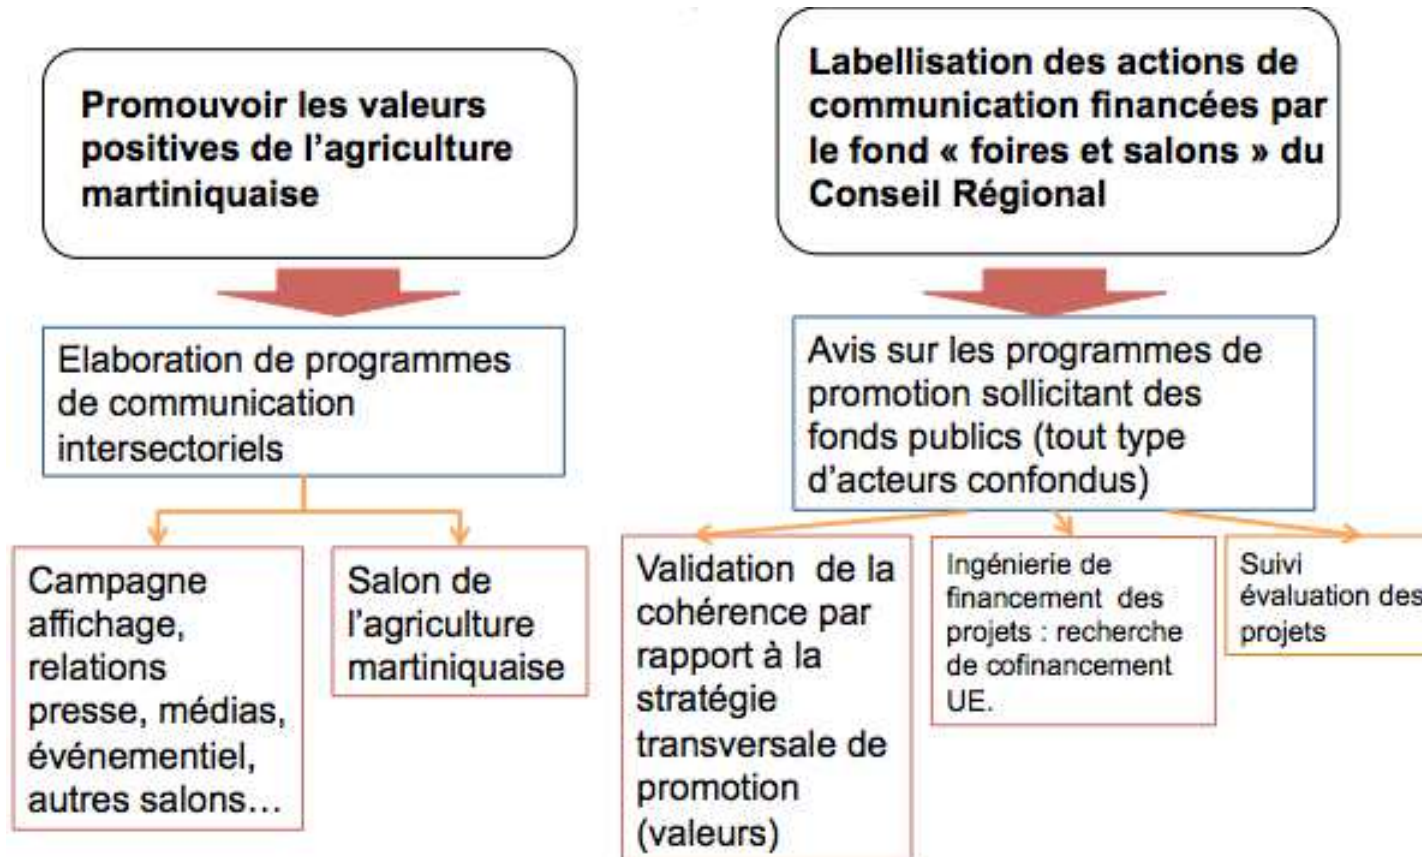 Promouvoir les valeurs
positives de l'agriculture
martiniquaise
Labellisation des actions de
communication financées par
le fond « foires et salons » du
Conseil Régional
Elaboration de programmes
de communication
intersectoriels
Avis sur les programmes de
promotion sollicitant des
fonds publics (tout type
d'acteurs confondus)
Campagne
affichage,
relations
presse, médias,
événementiel,
autres salons…
Salon de
l'agriculture
martiniquaise
Validation de la
cohérence par
rapport à la
stratégie
transversale de
promotion
(valeurs)
Ingénierie de
financement des
projets : recherche
de cofinancement
UE.
Suivi
évaluation des
projets